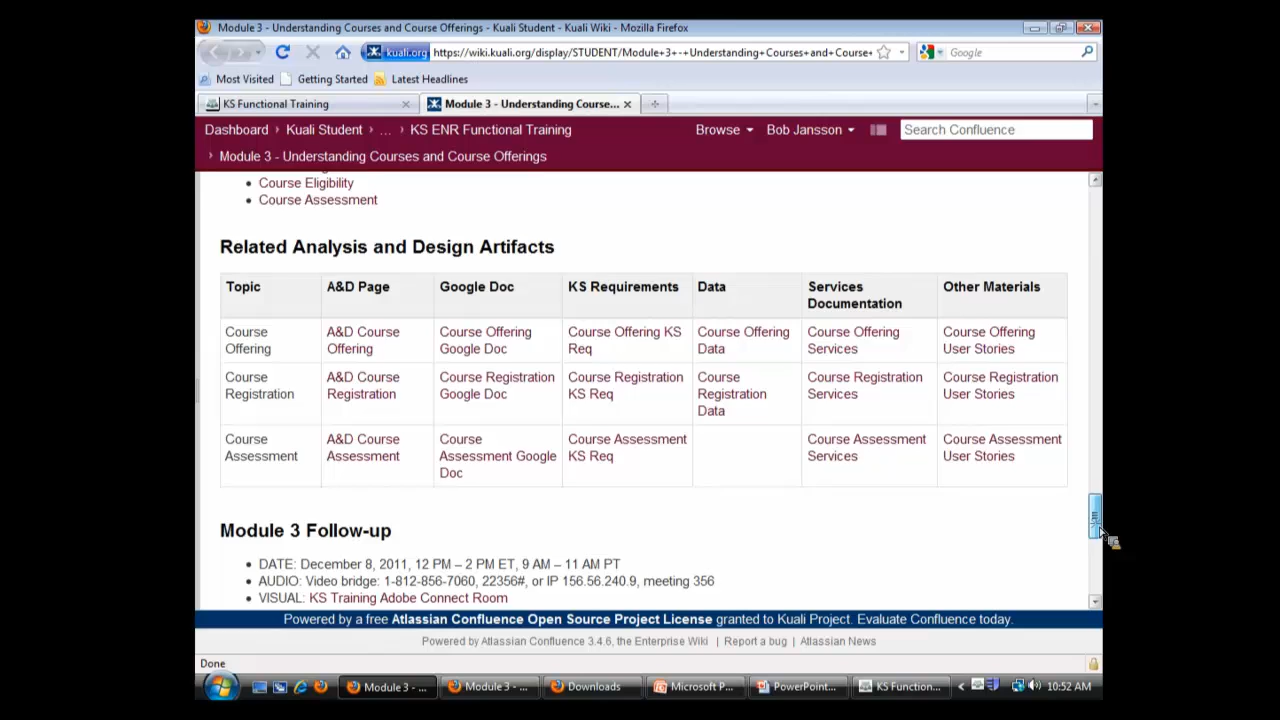 Module 3 - Understanding Courses and Course Offerings - Kuali Student - Kuali Wiki - Mozilla Firefox
kuali.org https://wiki.kuali.org/display/STUDENT/Module+3+-+Understanding+Courses+and+Course+ Google
Most Visited Getting Started Latest Headlines
KS Functional Training Module 3 - Understanding Course...
Dashboard › Kuali Student › ... › KS ENR Functional Training Browse Bob Jansson Search Confluence
› Module 3 - Understanding Courses and Course Offerings
• Course Eligibility
• Course Assessment
Related Analysis and Design Artifacts
Topic A&D Page Google Doc KS Requirements Data Services Documentation Other Materials
Course Offering A&D Course Offering Course Offering Google Doc Course Offering KS Req Course Offering Data Course Offering Services Course Offering User Stories
Course Registration A&D Course Registration Course Registration Google Doc Course Registration KS Req Course Registration Data Course Registration Services Course Registration User Stories
Course Assessment A&D Course Assessment Course Assessment Google Doc Course Assessment KS Req Course Assessment Services Course Assessment User Stories
Module 3 Follow-up
• DATE: December 8, 2011, 12 PM – 2 PM ET, 9 AM – 11 AM PT
• AUDIO: Video bridge: 1-812-856-7060, 22356#, or IP 156.56.240.9, meeting 356
• VISUAL: KS Training Adobe Connect Room
Powered by a free Atlassian Confluence Open Source Project License granted to Kuali Project. Evaluate Confluence today.
Powered by Atlassian Confluence 3.4.6, the Enterprise Wiki | Report a bug | Atlassian News
Done
Module 3 - ... Module 3 - ... Downloads Microsoft P... PowerPoint... KS Function... 10:52 AM